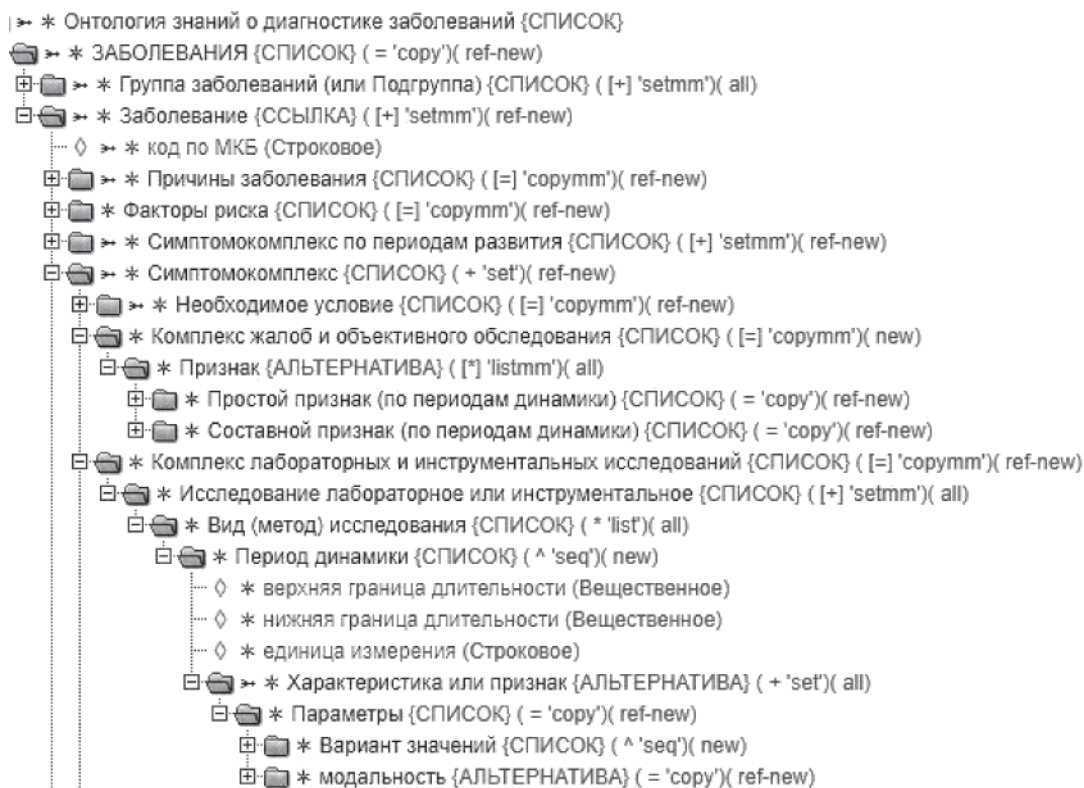 * Онтология знаний о диагностике заболеваний {СПИСОК}
* ЗАБОЛЕВАНИЯ {СПИСОК} ( = 'copy')( ref-new)
* Группа заболеваний (или Подгруппа) {СПИСОК} ( [+] 'setmm')( all)
* Заболевание {ССЫЛКА} ( [+] 'setmm')( ref-new)
* код по МКБ (Строковое)
* Причины заболевания {СПИСОК} ( [=] 'copymm')( ref-new)
* Факторы риска {СПИСОК} ( [=] 'copymm')( ref-new)
* Симптомокомплекс по периодам развития {СПИСОК} ( [+] 'setmm')( ref-new)
* Симптомокомплекс {СПИСОК} ( + 'set')( ref-new)
* Необходимое условие {СПИСОК} ( [=] 'copymm')( ref-new)
* Комплекс жалоб и объективного обследования {СПИСОК} ( [=] 'copymm')( new)
* Признак {АЛЬТЕРНАТИВА} ( [*] 'listmm')( all)
* Простой признак (по периодам динамики) {СПИСОК} ( = 'copy')( ref-new)
* Составной признак (по периодам динамики) {СПИСОК} ( = 'copy')( ref-new)
* Комплекс лабораторных и инструментальных исследований {СПИСОК} ( [=] 'copymm')( ref-new)
* Исследование лабораторное или инструментальное {СПИСОК} ( [+] 'setmm')( all)
* Вид (метод) исследования {СПИСОК} ( * 'list')( all)
* Период динамики {СПИСОК} ( ^ 'seq')( new)
* верхняя граница длительности (Вещественное)
* нижняя граница длительности (Вещественное)
* единица измерения (Строковое)
* Характеристика или признак {АЛЬТЕРНАТИВА} ( + 'set')( all)
* Параметры {СПИСОК} ( = 'copy')( ref-new)
* Вариант значений {СПИСОК} ( ^ 'seq')( new)
* модальность {АЛЬТЕРНАТИВА} ( = 'copy')( ref-new)